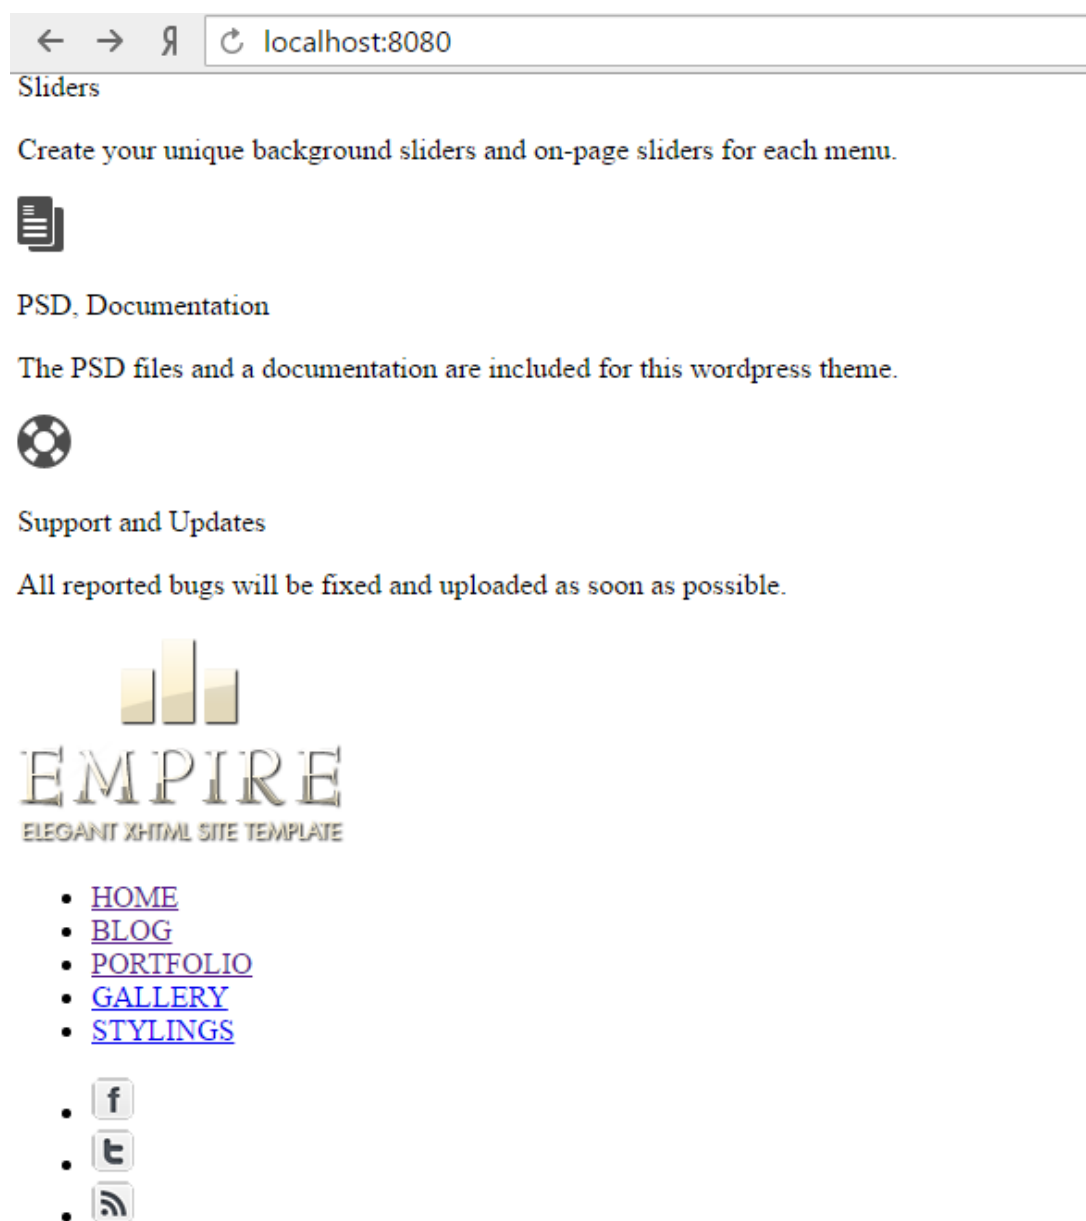 Я localhost:8080
Sliders
Create your unique background sliders and on-page sliders for each menu.
PSD, Documentation
The PSD files and a documentation are included for this wordpress theme.
Support and Updates
All reported bugs will be fixed and uploaded as soon as possible.
EMPIRE
ELEGANT XHTML SITE TEMPLATE
HOME
BLOG
PORTFOLIO
GALLERY
STYLINGS
f
t